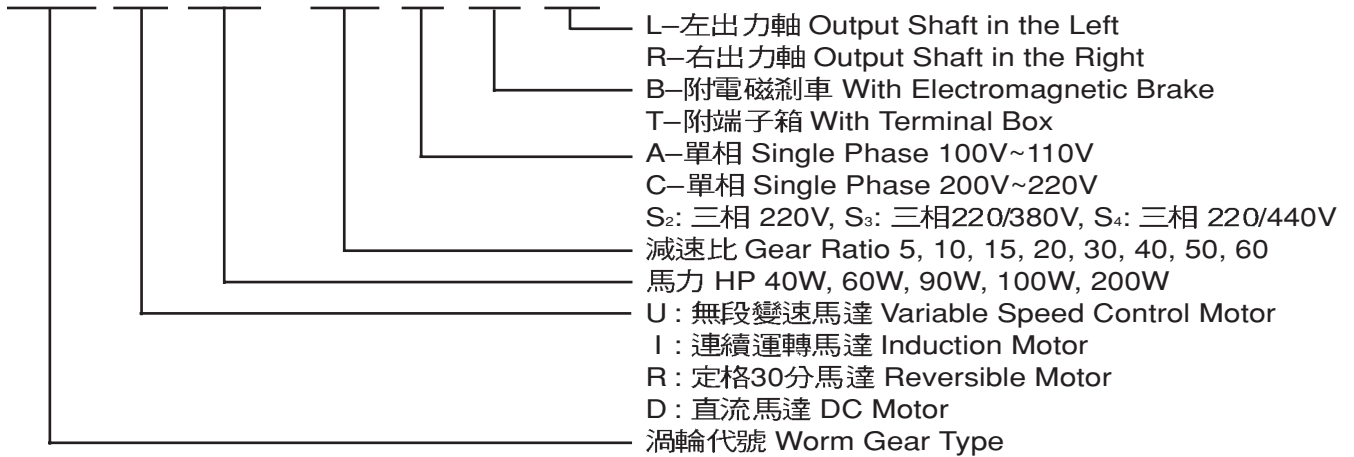 L–左出力軸 Output Shaft in the Left
R–右出力軸 Output Shaft in the Right
B–附電磁剎車 With Electromagnetic Brake
T–附端子箱 With Terminal Box
A–單相 Single Phase 100V~110V
C–單相 Single Phase 200V~220V
S₂: 三相 220V, S₃: 三相220/380V, S₄: 三相 220/440V
減速比 Gear Ratio 5, 10, 15, 20, 30, 40, 50, 60
馬力 HP 40W, 60W, 90W, 100W, 200W
U : 無段變速馬達 Variable Speed Control Motor
I : 連續運轉馬達 Induction Motor
R : 定格30分馬達 Reversible Motor
D : 直流馬達 DC Motor
渦輪代號 Worm Gear Type